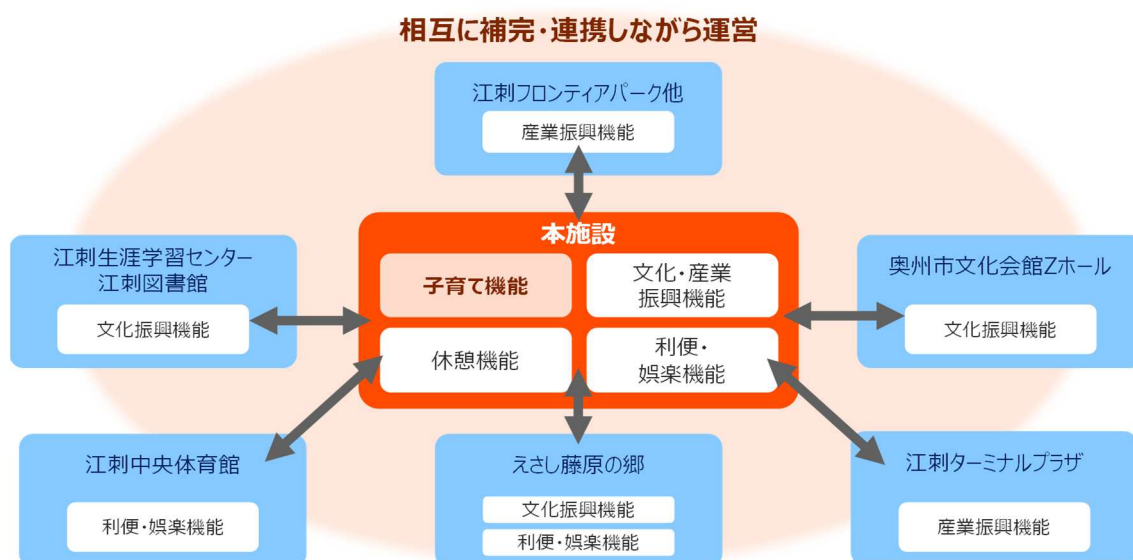 相互に補完・連携しながら運営
江刺フロンティアパーク他
産業振興機能
本施設
子育て機能
文化・産業
振興機能
休憩機能
利便・
娯楽機能
江刺生涯学習センター
江刺図書館
文化振興機能
奥州市文化会館Zホール
文化振興機能
江刺中央体育館
利便・娯楽機能
えさし藤原の郷
文化振興機能
利便・娯楽機能
江刺ターミナルプラザ
産業振興機能